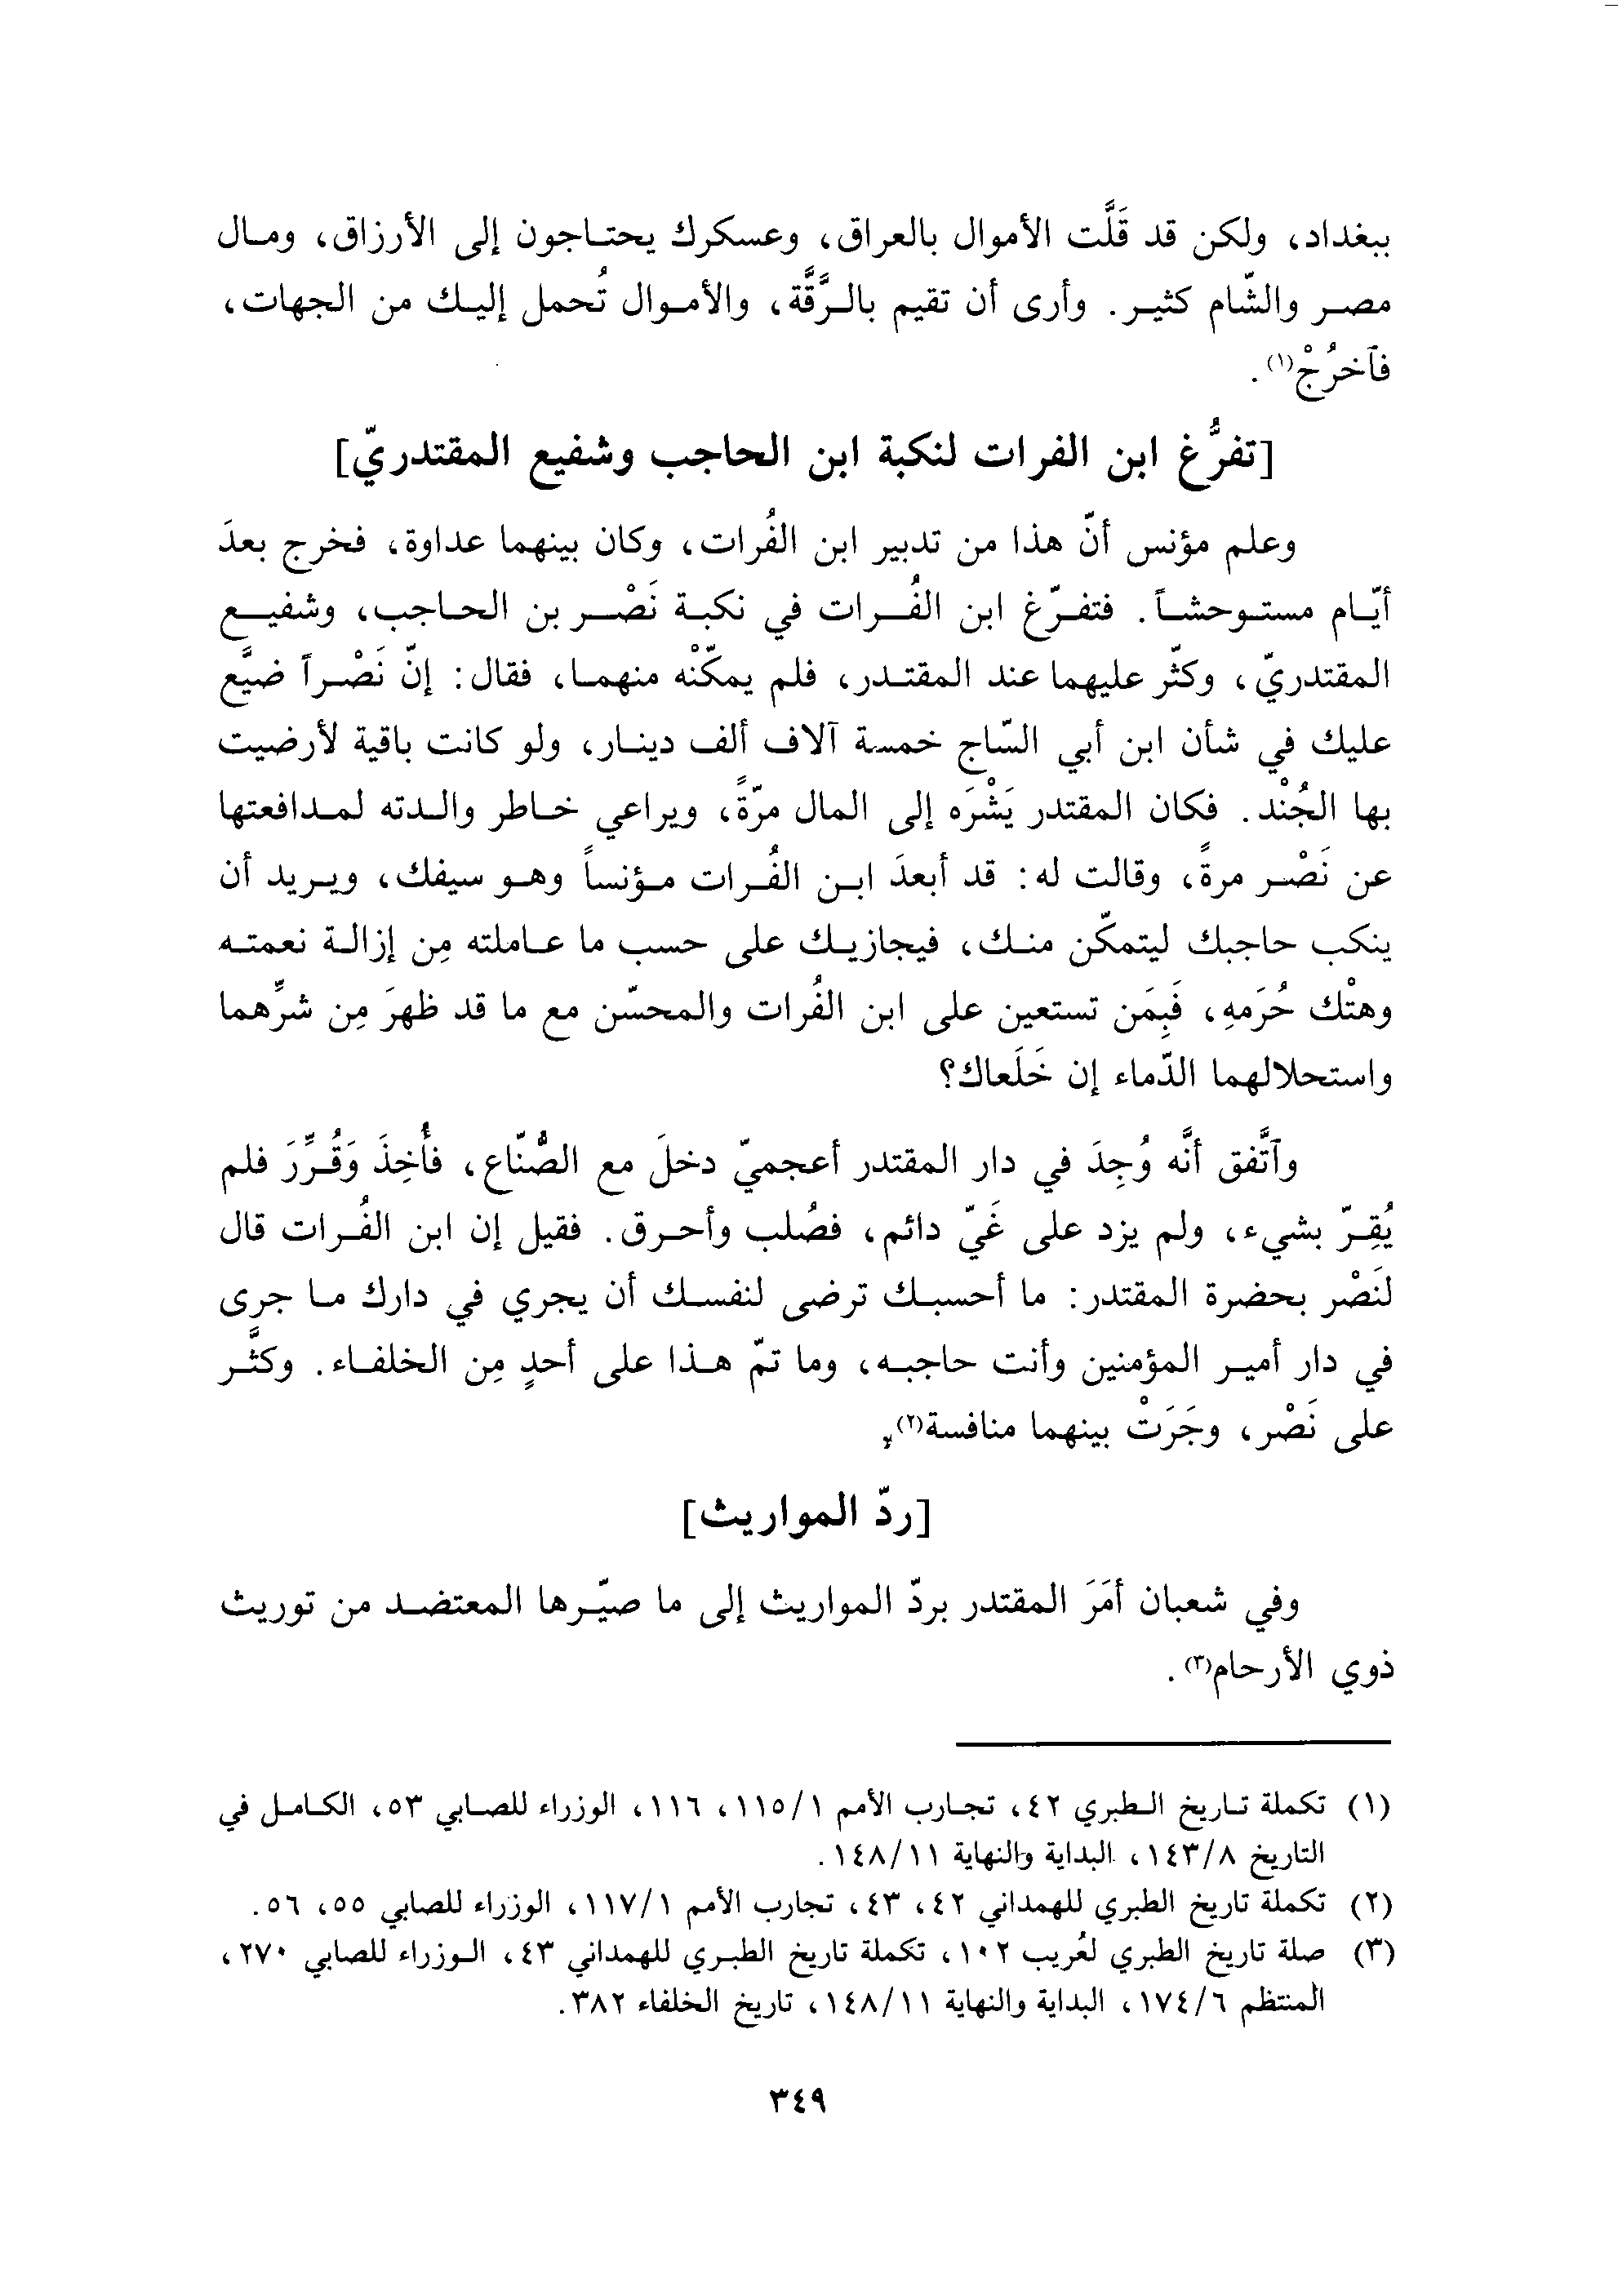 ببغداد، ولكن قد قَلَّت الأموال بالعراق، وعسكرك يحتاجون إلى الأرزاق، ومال
مصر والشّام كثير. وأرى أن تقيم بالرَّقَّة، والأموال تُحمل إليك من الجهات،
فآخرُجْ(١).
[تفرُّغ ابن الفرات لنكبة ابن الحاجب وشفيع المقتدريّ]
وعلم مؤنس أنّ هذا من تدبير ابن الفُرات، وكان بينهما عداوة، فخرج بعدَ
أيّام مستوحشاً. فتفرّغ ابن الفُرات في نكبة نَصْر بن الحاجب، وشفيع
المقتدريّ، وكثّر عليهما عند المقتدر، فلم يمكّنْه منهما، فقال: إنّ نَصْراً ضيَّع
عليك في شأن ابن أبي السّاج خمسة آلاف ألف دينار، ولو كانت باقية لأرضيت
بها الجُنْد. فكان المقتدر يَشْرَه إلى المال مرّةً، ويراعي خاطر والدته لمدافعتها
عن نَصْر مرةً، وقالت له: قد أبعدَ ابن الفُرات مؤنساً وهو سيفك، ويريد أن
ينكب حاجبك ليتمكّن منك، فيجازيك على حسب ما عاملته مِن إزالة نعمته
وهتْك حُرَمهِ، فَبِمَن تستعين على ابن الفُرات والمحسّن مع ما قد ظهرَ مِن شرِّهما
واستحلالهما الدّماء إن خَلَعاك؟
وآتَّفق أنَّه وُجِدَ في دار المقتدر أعجميّ دخلَ مع الصُّنّاع، فأُخِذَ وَقُرِّرَ فلم
يُقِرّ بشيء، ولم يزد على غَيّ دائم، فصُلب وأحرق. فقيل إن ابن الفُرات قال
لنَصْر بحضرة المقتدر: ما أحسبك ترضى لنفسك أن يجري في دارك ما جرى
في دار أمير المؤمنين وأنت حاجبه، وما تمّ هذا على أحدٍ مِن الخلفاء. وكثَّر
على نَصْر، وجَرَتْ بينهما منافسة(٢).
[ردّ المواريث]
وفي شعبان أمَرَ المقتدر بردّ المواريث إلى ما صيّرها المعتضد من توريث
ذوي الأرحام(٣).
(١) تكملة تاريخ الطبري ٤٢، تجارب الأمم ١/ ١١٥، ١١٦، الوزراء للصابي ٥٣، الكامل في
التاريخ ٨/ ١٤٣، البداية والنهاية ١١/ ١٤٨.
(٢) تكملة تاريخ الطبري للهمداني ٤٢، ٤٣، تجارب الأمم ١/ ١١٧، الوزراء للصابي ٥٥، ٥٦.
(٣) صلة تاريخ الطبري لعُريب ١٠٢، تكملة تاريخ الطبري للهمداني ٤٣، الوزراء للصابي ٢٧٠،
المنتظم ٦/ ١٧٤، البداية والنهاية ١١/ ١٤٨، تاريخ الخلفاء ٣٨٢.
٣٤٩